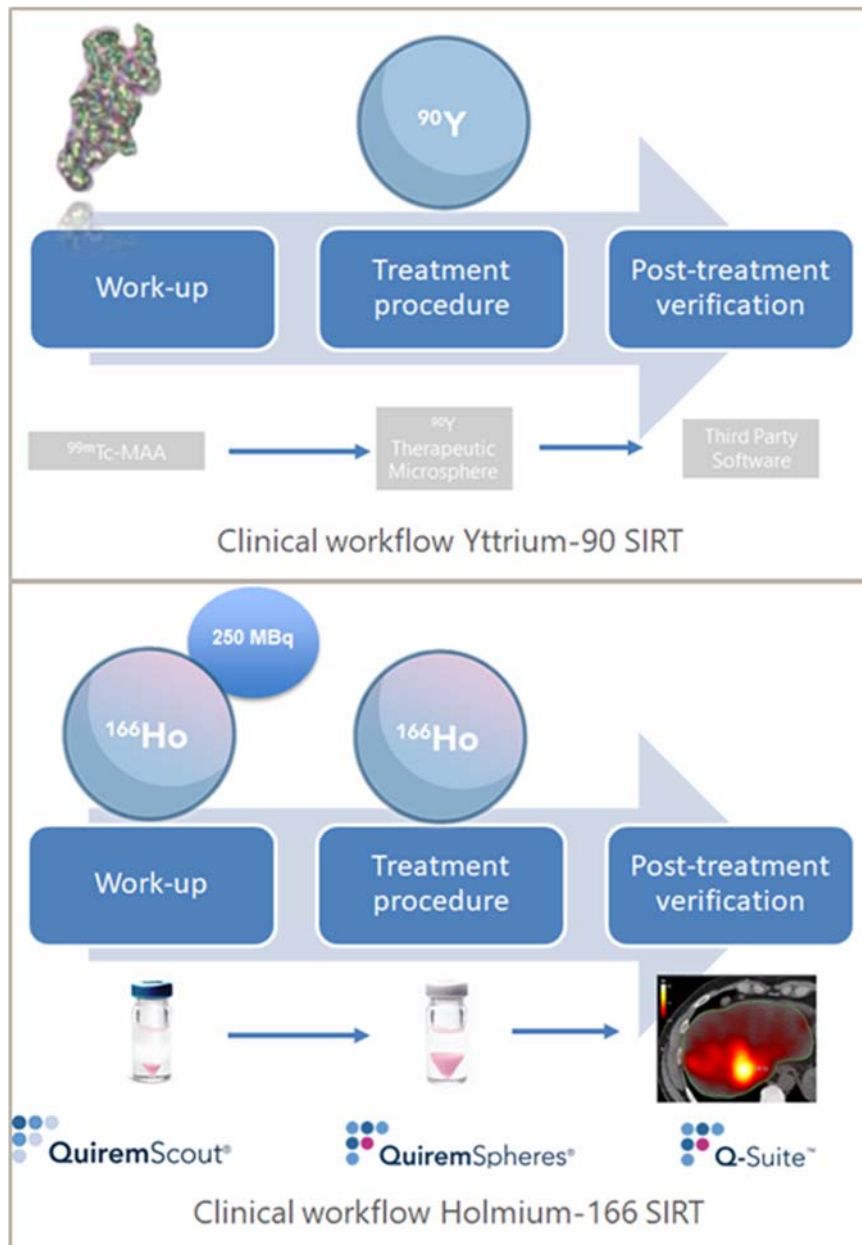 ⁹⁰Y
Work-up
Treatment
procedure
Post-treatment
verification
⁹⁹ᵐTc-MAA
⁹⁰Y
Therapeutic
Microsphere
Third Party
Software
Clinical workflow Yttrium-90 SIRT
250 MBq
¹⁶⁶Ho
¹⁶⁶Ho
Work-up
Treatment
procedure
Post-treatment
verification
QuiremScout®
QuiremSpheres®
Q-Suite™
Clinical workflow Holmium-166 SIRT